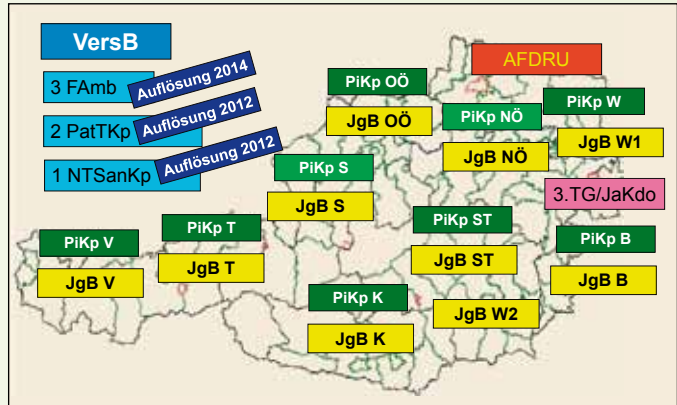 VersB
3 FAmb
Auflösung 2014
2 PatTKp
Auflösung 2012
1 NTSanKp
Auflösung 2012
AFDRU
PiKp OÖ
JgB OÖ
PiKp NÖ
JgB NÖ
PiKp W
JgB W1
PiKp S
JgB S
3.TG/JaKdo
PiKp T
JgB T
PiKp ST
JgB ST
PiKp V
JgB V
PiKp B
JgB B
PiKp K
JgB K
JgB W2